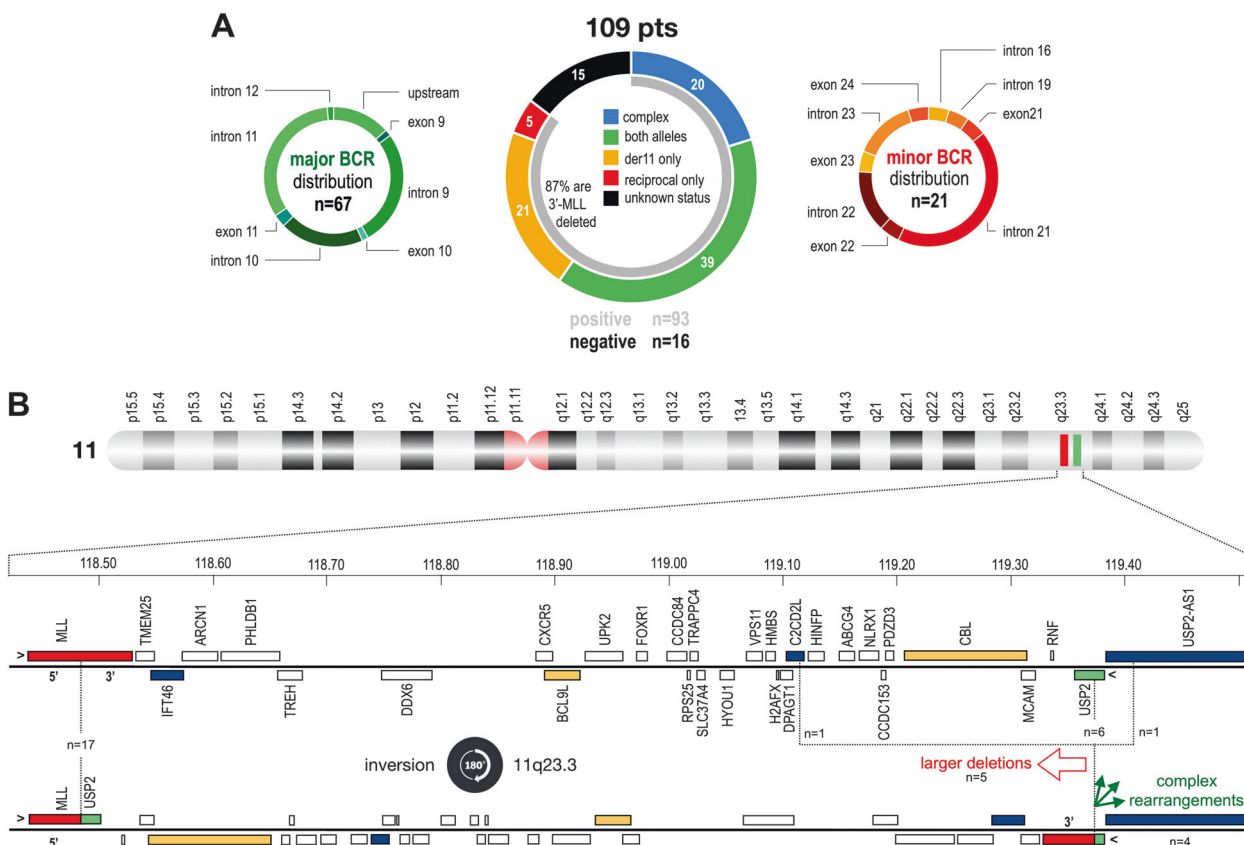 A
109 pts
intron 12
upstream
exon 9
intron 11
major BCR
distribution
n=67
intron 9
exon 11
intron 10
exon 10
15
20
5
21
39
complex
both alleles
der11 only
reciprocal only
unknown status
87% are
3'-MLL
deleted
positive n=93
negative n=16
intron 16
exon 24
intron 19
intron 23
exon21
minor BCR
distribution
n=21
exon 23
intron 22
exon 22
intron 21
B
p15.5 p15.4 p15.3 p15.2 p15.1 p14.3 p14.2 p13 p12 p11.2 p11.12 p11.11 q12.1 q12.2 q12.3 q13.1 q13.2 q13.3 13.4 q13.5 q14.1 q14.3 q21 q22.1 q22.2 q22.3 q23.1 q23.2 q23.3 q24.1 q24.2 q24.3 q25
11
118.50 118.60 118.70 118.80 118.90 119.00 119.10 119.20 119.30 119.40
MLL TMEM25 ARCN1 PHLDB1 CXCR5 UPK2 FOXR1 CCDC84 TRAPPC4 VPS11 HMBS C2CD2L HINFP ABCG4 NLRX1 PDZD3 CBL RNF USP2-AS1
>
5' 3'
IFT46 TREH DDX6 BCL9L RPS25 SLC37A4 HYOU1 H2AFX DPAGT1 CCDC153 MCAM USP2 <
n=17
n=1
n=6
n=1
inversion 180° 11q23.3
larger deletions
n=5
complex
rearrangements
MLL USP2
>
3'
5'
<
n=4